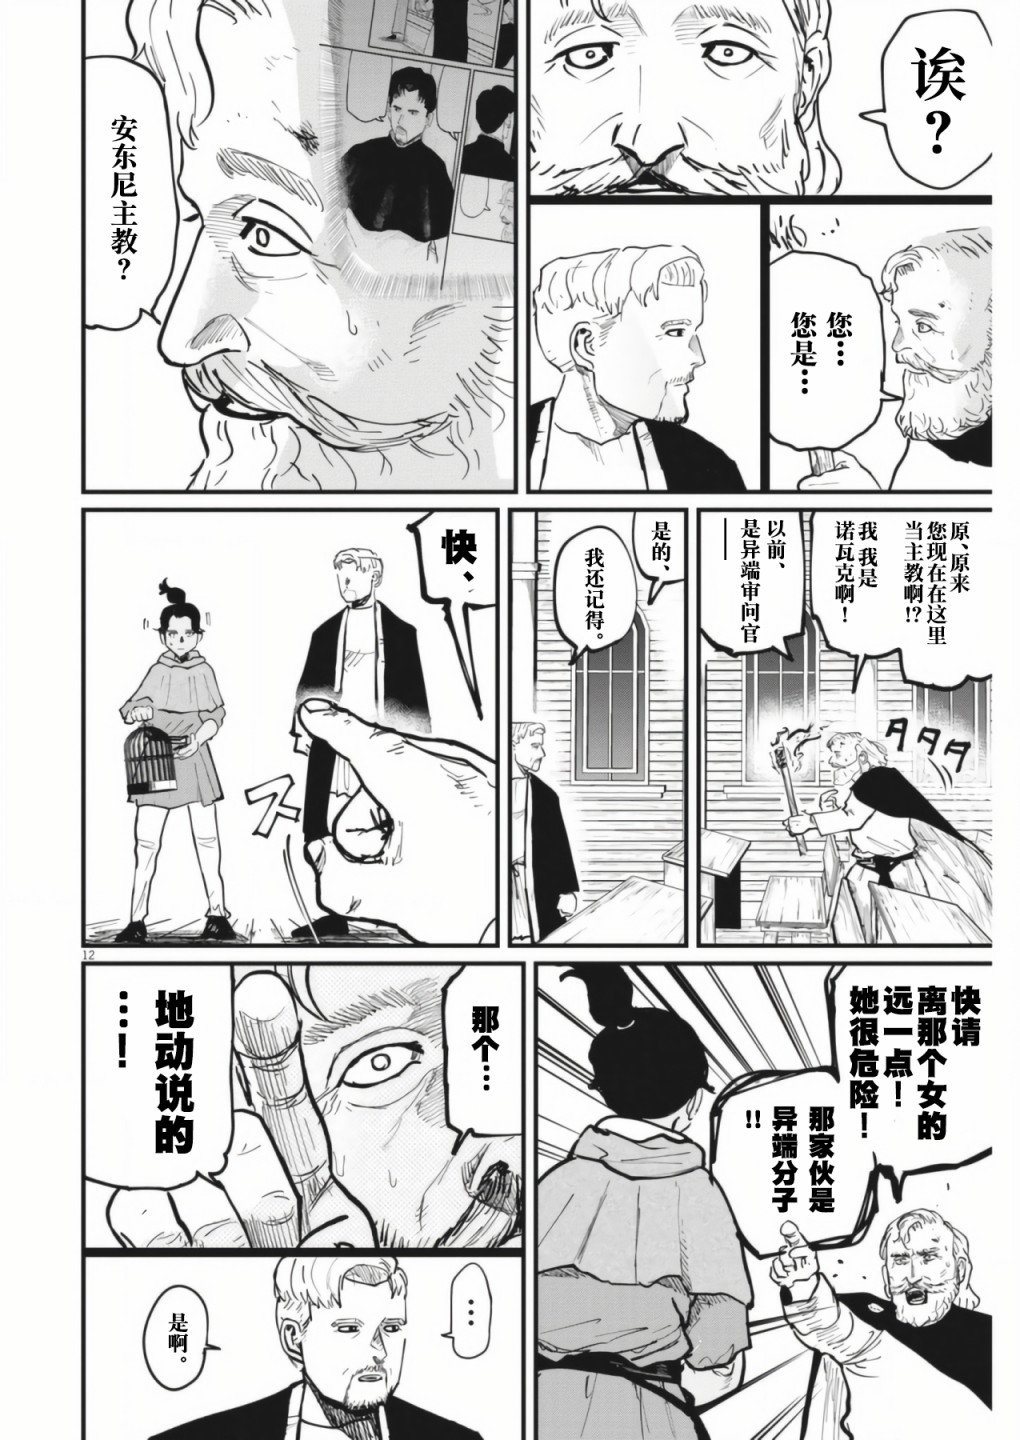 诶?
您…
您是…
安东尼主教?
原、原来
您现在在这里
当主教啊!?
我 我是
诺瓦克啊!
以前、
是异端审问官
——
是的、
我还记得。
快、
ス
12
快请
离那个女的
远一点!
她很危险!
那家伙是
异端分子
!!
那个…
地动说的
…!
…
是啊。